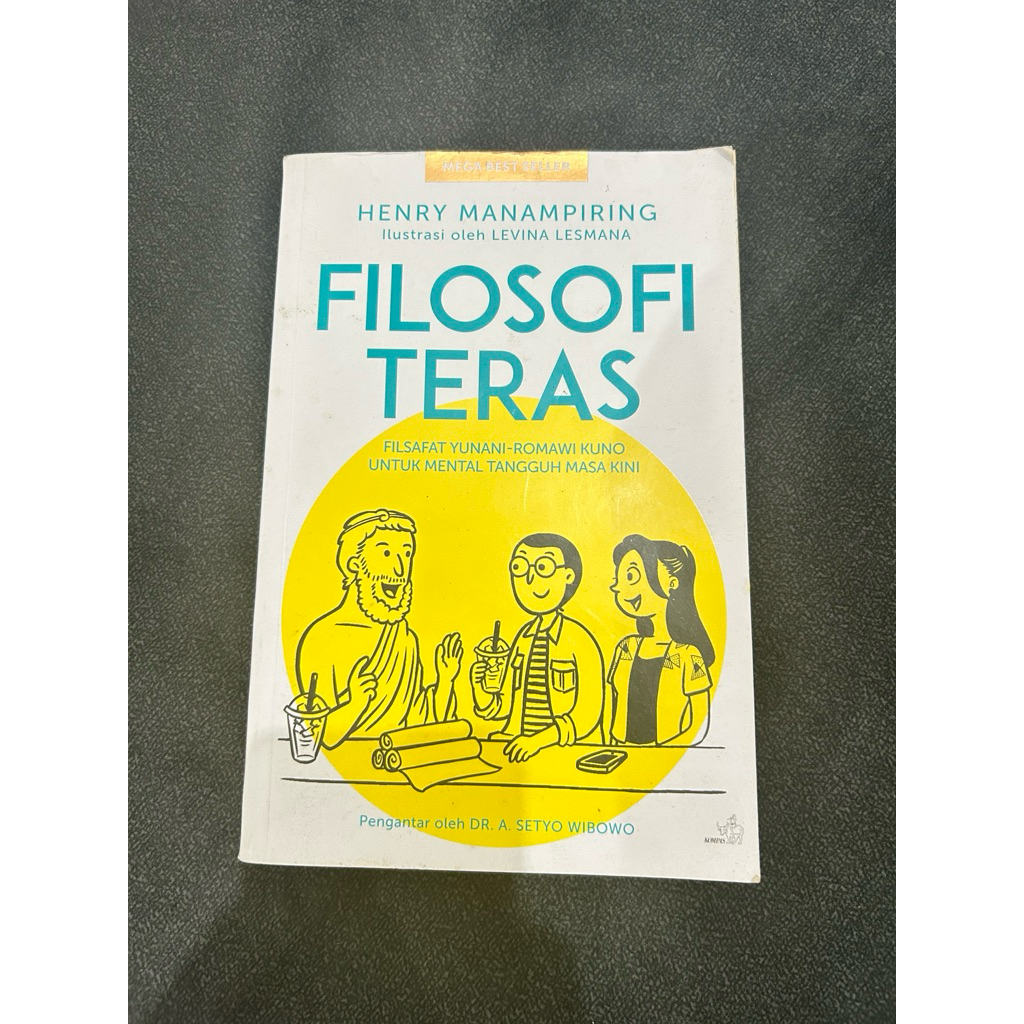 MEGA BEST SELLER
HENRY MANAMPIRING
Ilustrasi oleh LEVINA LESMANA
FILOSOFI
TERAS
FILSAFAT YUNANI-ROMAWI KUNO
UNTUK MENTAL TANGGUH MASA KINI
Pengantar oleh DR. A. SETYO WIBOWO
KOMPAS